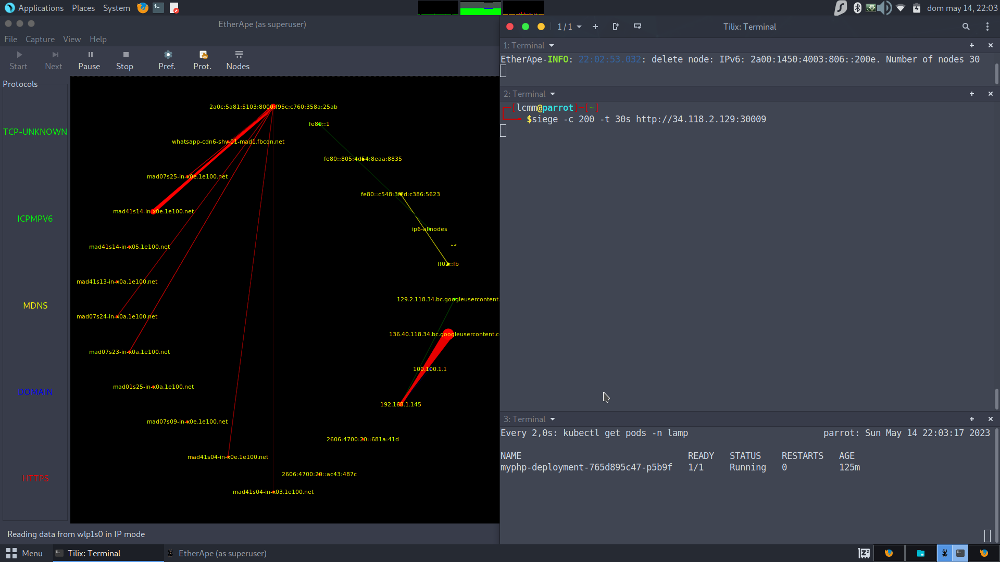 Applications Places System
dom may 14, 22:03
EtherApe (as superuser)
File Capture View Help
Start Next Pause Stop Pref. Prot. Nodes
Protocols
TCP-UNKNOWN
ICPMPV6
MDNS
DOMAIN
HTTPS
2a0c:5a81:5103:8000:f95c:c760:358a:25ab
fe80::1
whatsapp-cdn6-shv-01-mad1.fbcdn.net
fe80::805:4d54:8eaa:8835
mad07s25-in-x0e.1e100.net
mad41s14-in-x0e.1e100.net
ip6-allnodes
mad41s14-in-x05.1e100.net
ff02::fb
mad41s13-in-x0a.1e100.net
129.2.118.34.bc.googleusercontent.
mad07s24-in-x0a.1e100.net
136.40.118.34.bc.googleusercontent.c
mad07s23-in-x0a.1e100.net
100.100.1.1
mad01s25-in-x0a.1e100.net
192.168.1.145
mad07s09-in-x0e.1e100.net
2606:4700:20::681a:41d
mad41s04-in-x0e.1e100.net
2606:4700:20::ac43:487c
mad41s04-in-x03.1e100.net
Reading data from wlp1s0 in IP mode
1 / 1
Tilix: Terminal
1: Terminal
EtherApe-INFO: 22:02:53.032: delete node: IPv6: 2a00:1450:4003:806::200e. Number of nodes 30
2: Terminal
[lcmm@parrot]-[~]
$siege -c 200 -t 30s http://34.118.2.129:30009
3: Terminal
Every 2,0s: kubectl get pods -n lamp parrot: Sun May 14 22:03:17 2023
NAME READY STATUS RESTARTS AGE
myphp-deployment-765d895c47-p5b9f 1/1 Running 0 125m
Menu Tilix: Terminal EtherApe (as superuser)